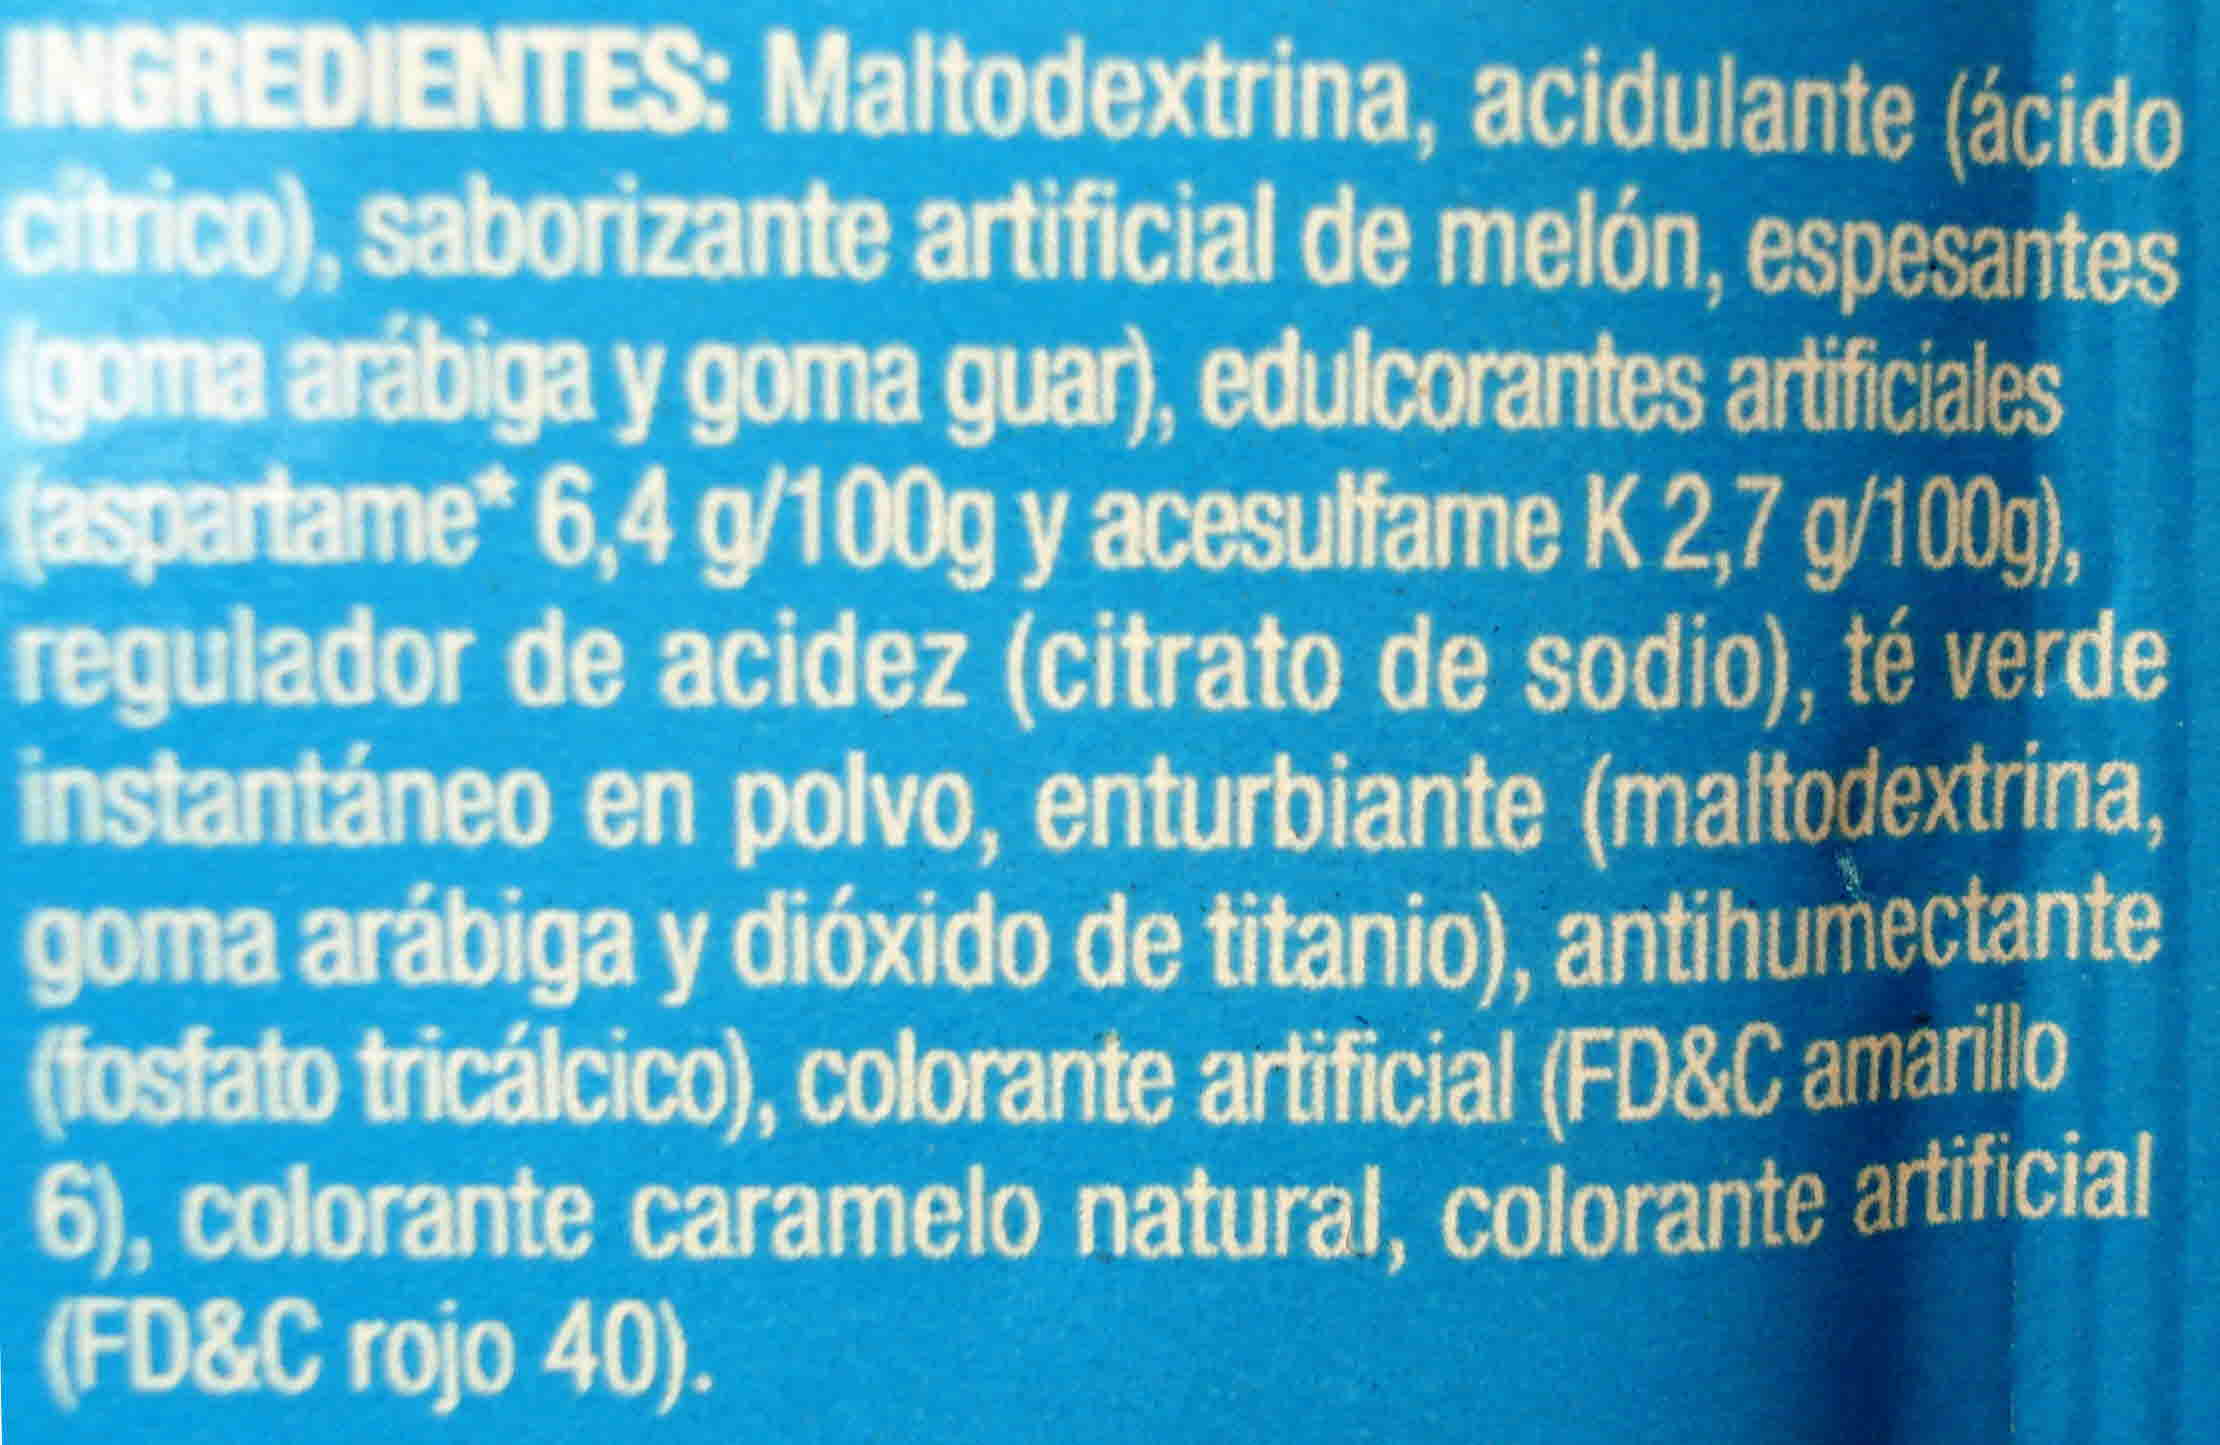 INGREDIENTES: Maltodextrina, acidulante (ácido
cítrico), saborizante artificial de melón, espesantes
(goma arábiga y goma guar), edulcorantes artificiales
(aspartame* 6,4 g/100g y acesulfame K 2,7 g/100g),
regulador de acidez (citrato de sodio), té verde
instantáneo en polvo, enturbiante (maltodextrina,
goma arábiga y dióxido de titanio), antihumectante
(fosfato tricálcico), colorante artificial (FD&C amarillo
6), colorante caramelo natural, colorante artificial
(FD&C rojo 40).